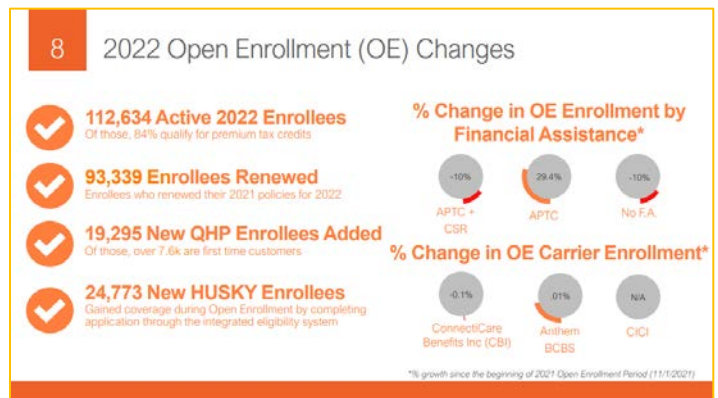 8
2022 Open Enrollment (OE) Changes
112,634 Active 2022 Enrollees
Of those, 84% qualify for premium tax credits
93,339 Enrollees Renewed
Enrollees who renewed their 2021 policies for 2022
19,295 New QHP Enrollees Added
Of those, over 7.6k are first time customers
24,773 New HUSKY Enrollees
Gained coverage during Open Enrollment by completing
application through the integrated eligibility system
% Change in OE Enrollment by
Financial Assistance*
-10%
29.4%
-10%
APTC +
CSR
APTC
No F.A.
% Change in OE Carrier Enrollment*
-0.1%
.01%
N/A
ConnectiCare
Benefits Inc (CBI)
Anthem
BCBS
CICI
*% growth since the beginning of 2021 Open Enrollment Period (11/1/2021)